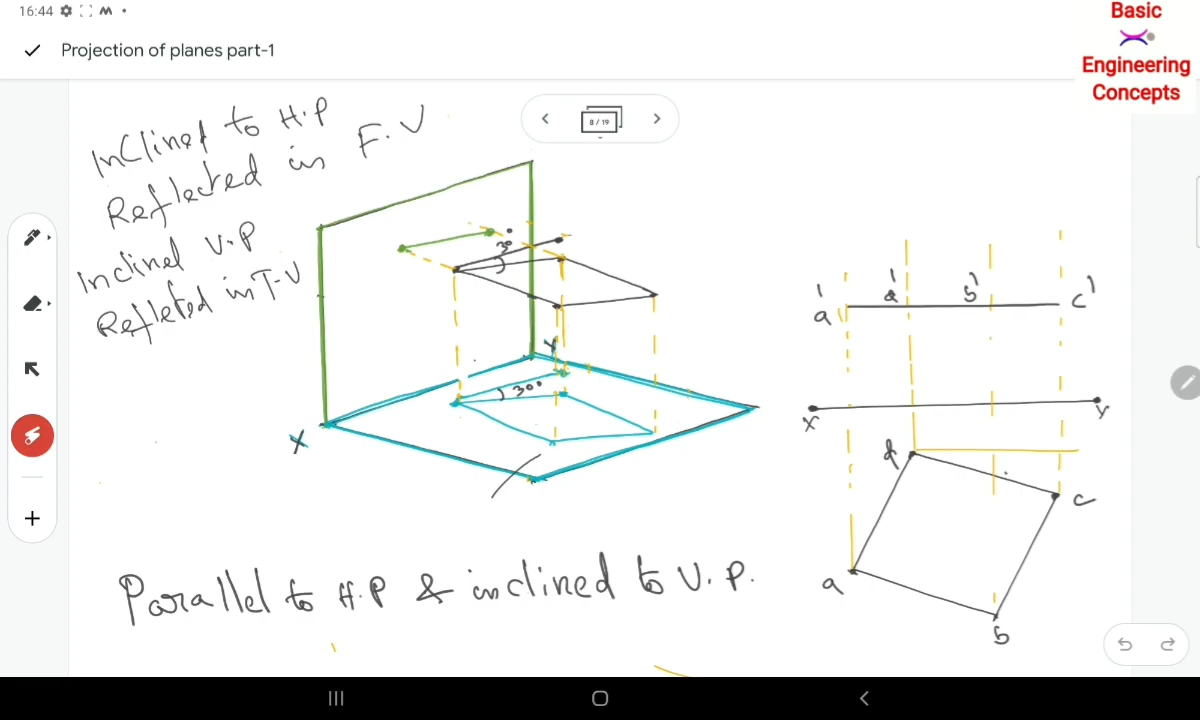 16:44
Projection of planes part-1
Basic
Engineering
Concepts
8 / 19
Inclined to H.P
Reflected in F.V
Inclined V.P
Refleted in T-V
30°
Y
30°
X
a'
d'
b'
c'
X
Y
d
c
a
b
Parallel to H.P & inclined to V.P.